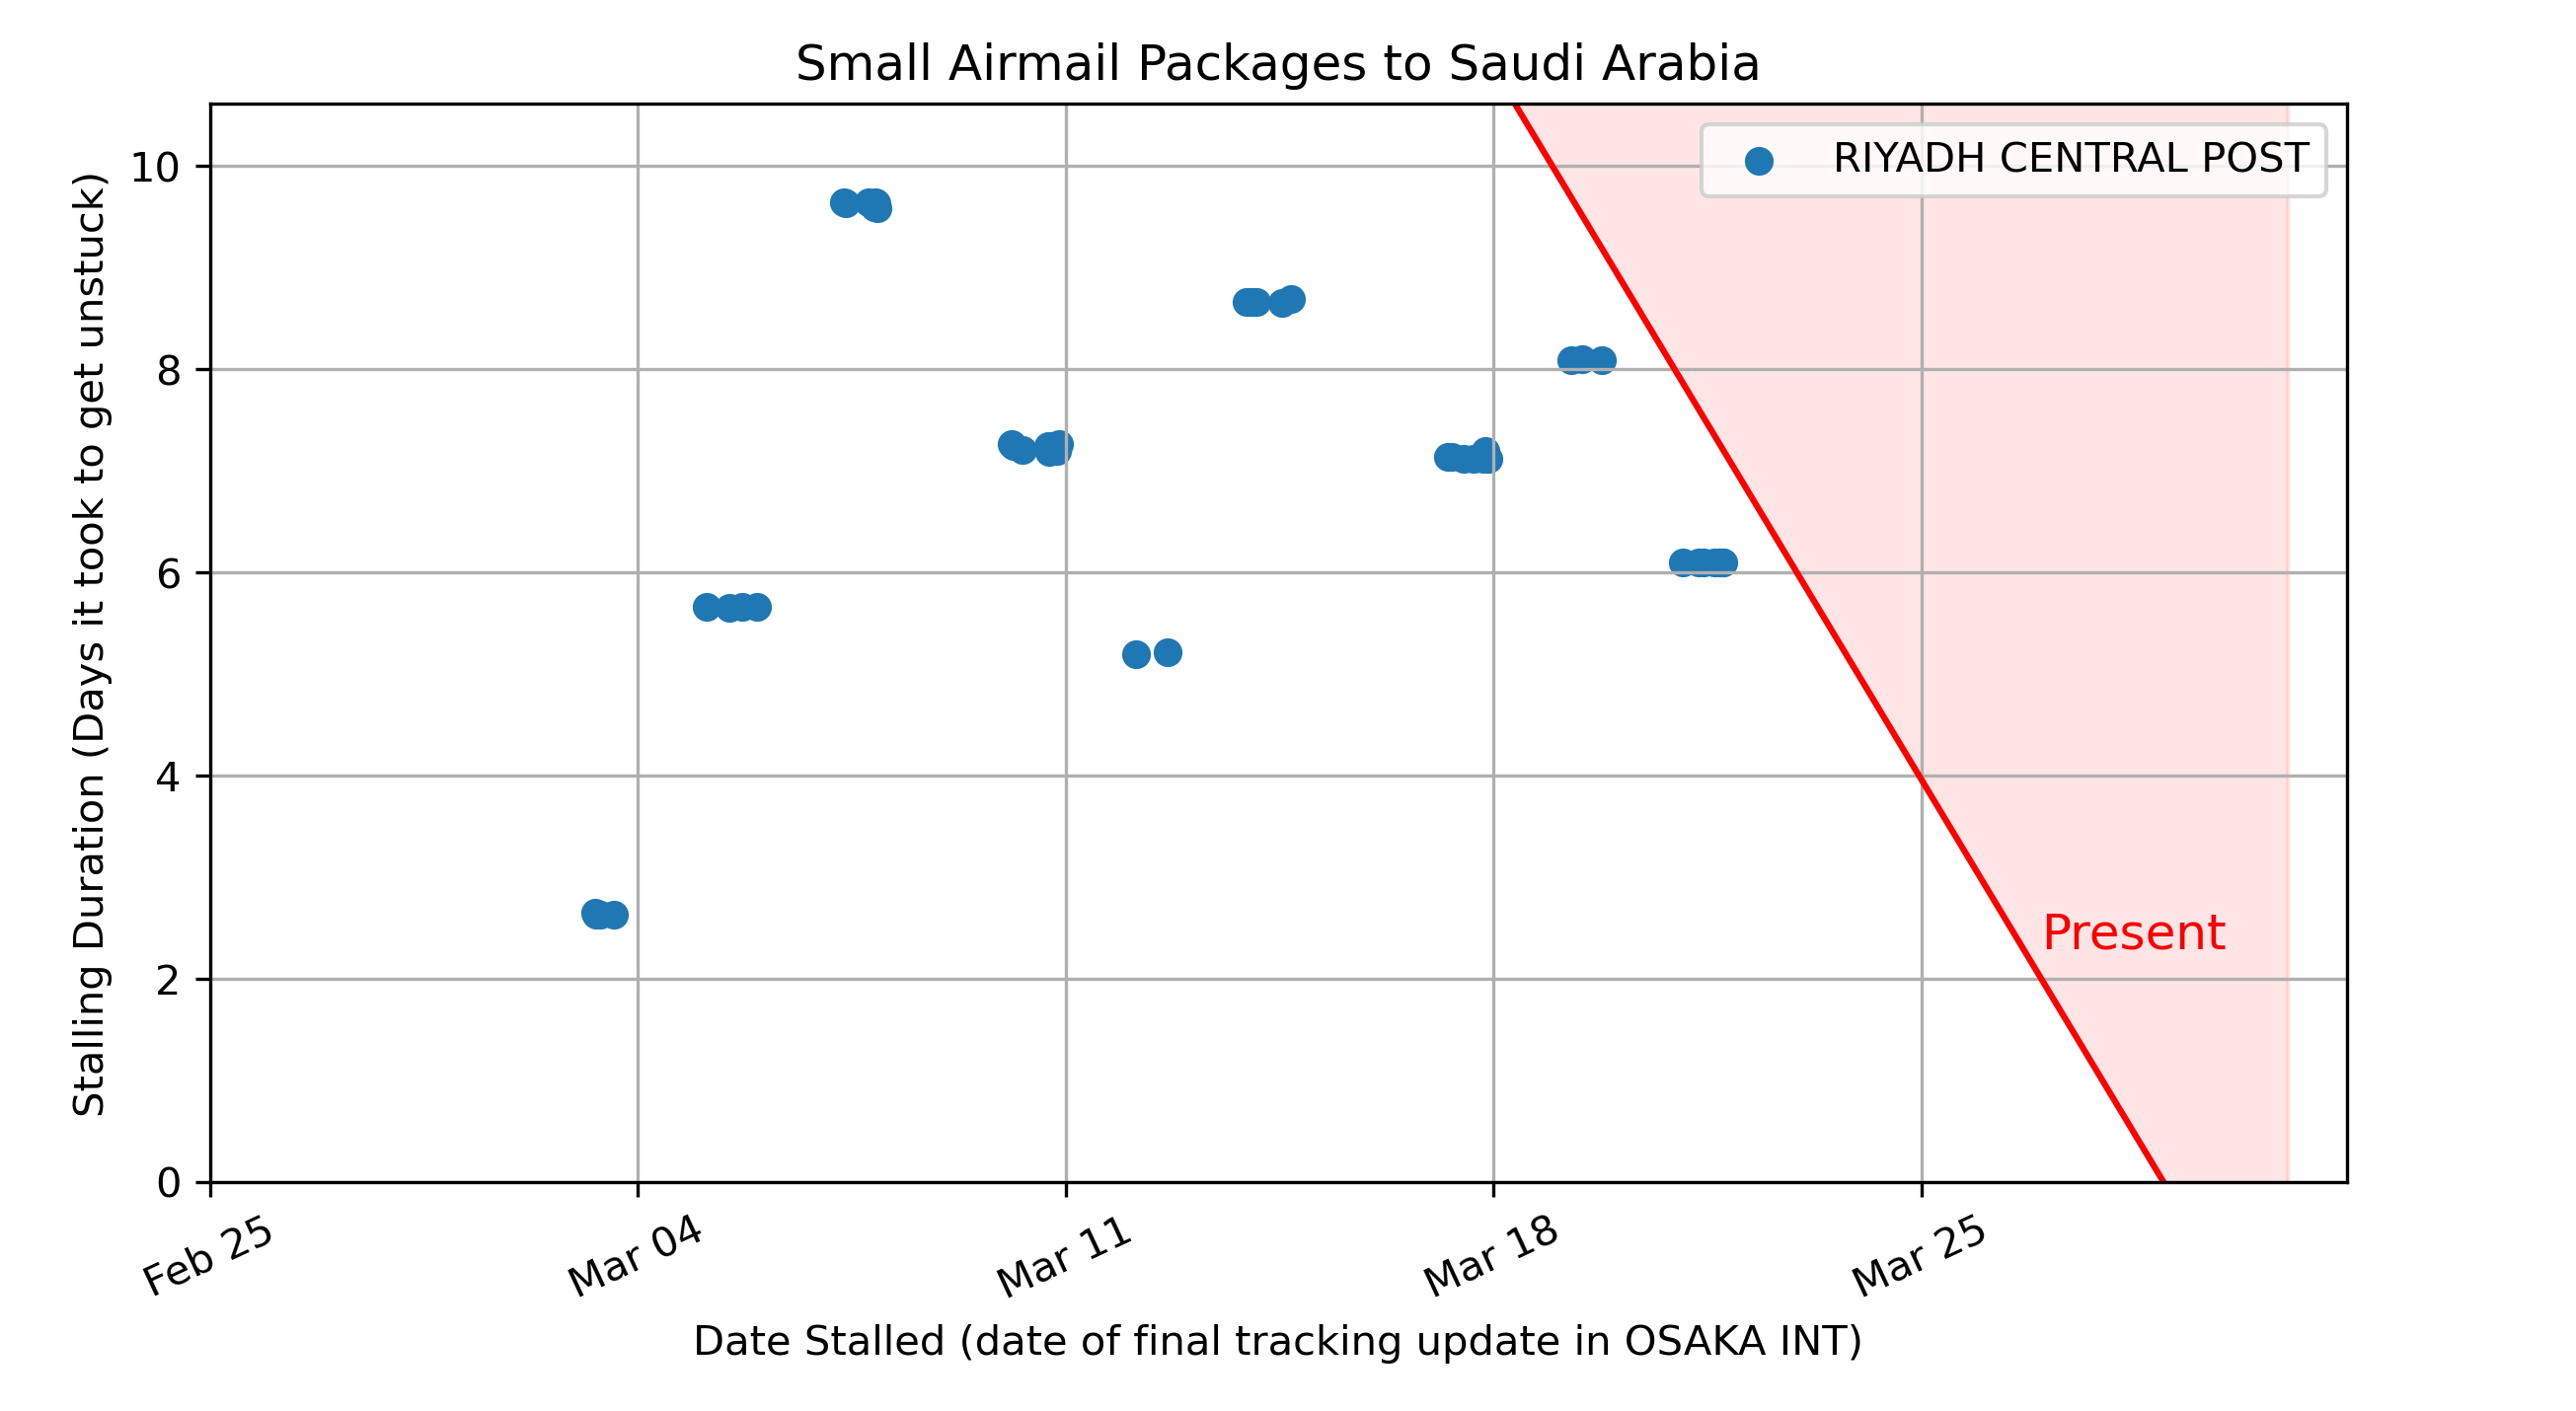 Small Airmail Packages to Saudi Arabia
RIYADH CENTRAL POST
Stalling Duration (Days it took to get unstuck)
10
8
6
4
2
0
Present
Feb 25
Mar 04
Mar 11
Mar 18
Mar 25
Date Stalled (date of final tracking update in OSAKA INT)